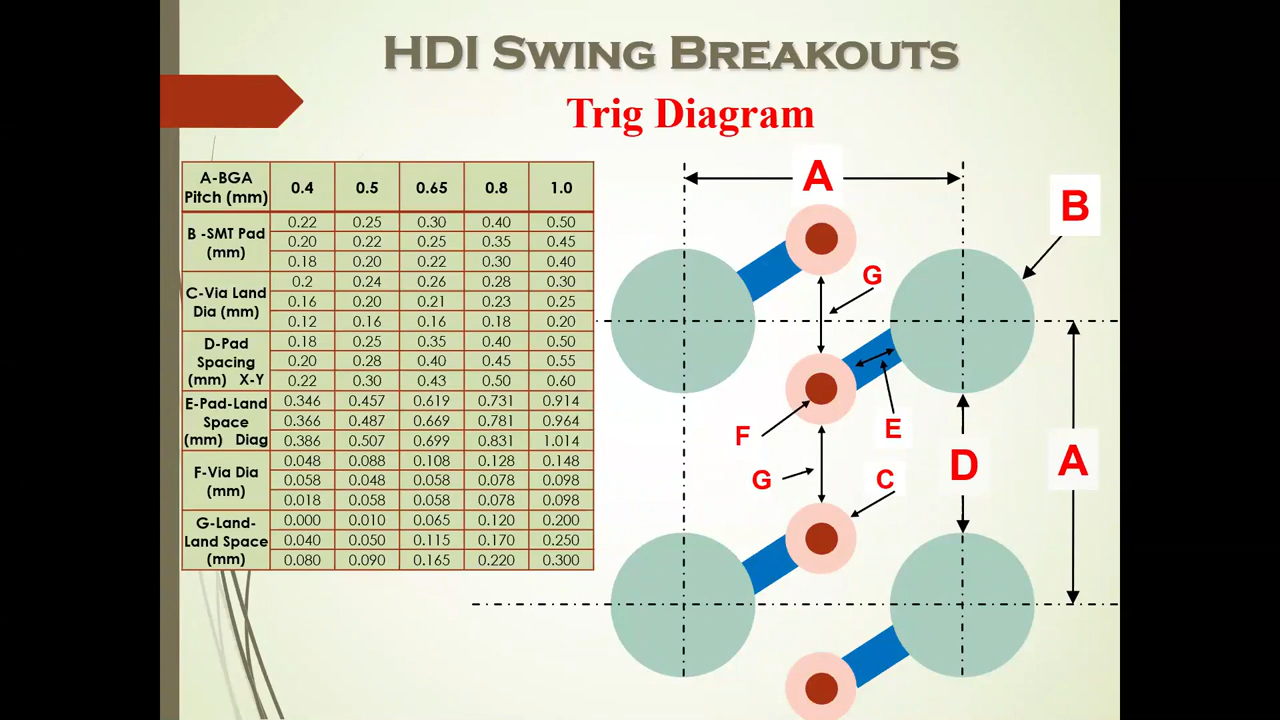 HDI SWING BREAKOUTS
Trig Diagram
A-BGA Pitch (mm) 0.4 0.5 0.65 0.8 1.0
B -SMT Pad (mm) 0.22 0.25 0.30 0.40 0.50
0.20 0.22 0.25 0.35 0.45
0.18 0.20 0.22 0.30 0.40
C-Via Land Dia (mm) 0.2 0.24 0.26 0.28 0.30
0.16 0.20 0.21 0.23 0.25
0.12 0.16 0.16 0.18 0.20
D-Pad Spacing (mm) X-Y 0.18 0.25 0.35 0.40 0.50
0.20 0.28 0.40 0.45 0.55
0.22 0.30 0.43 0.50 0.60
E-Pad-Land Space (mm) Diag 0.346 0.457 0.619 0.731 0.914
0.366 0.487 0.669 0.781 0.964
0.386 0.507 0.699 0.831 1.014
F-Via Dia (mm) 0.048 0.088 0.108 0.128 0.148
0.058 0.048 0.058 0.078 0.098
0.018 0.058 0.058 0.078 0.098
G-Land-Land Space (mm) 0.000 0.010 0.065 0.120 0.200
0.040 0.050 0.115 0.170 0.250
0.080 0.090 0.165 0.220 0.300
A
B
G
F
E
G
C
D
A